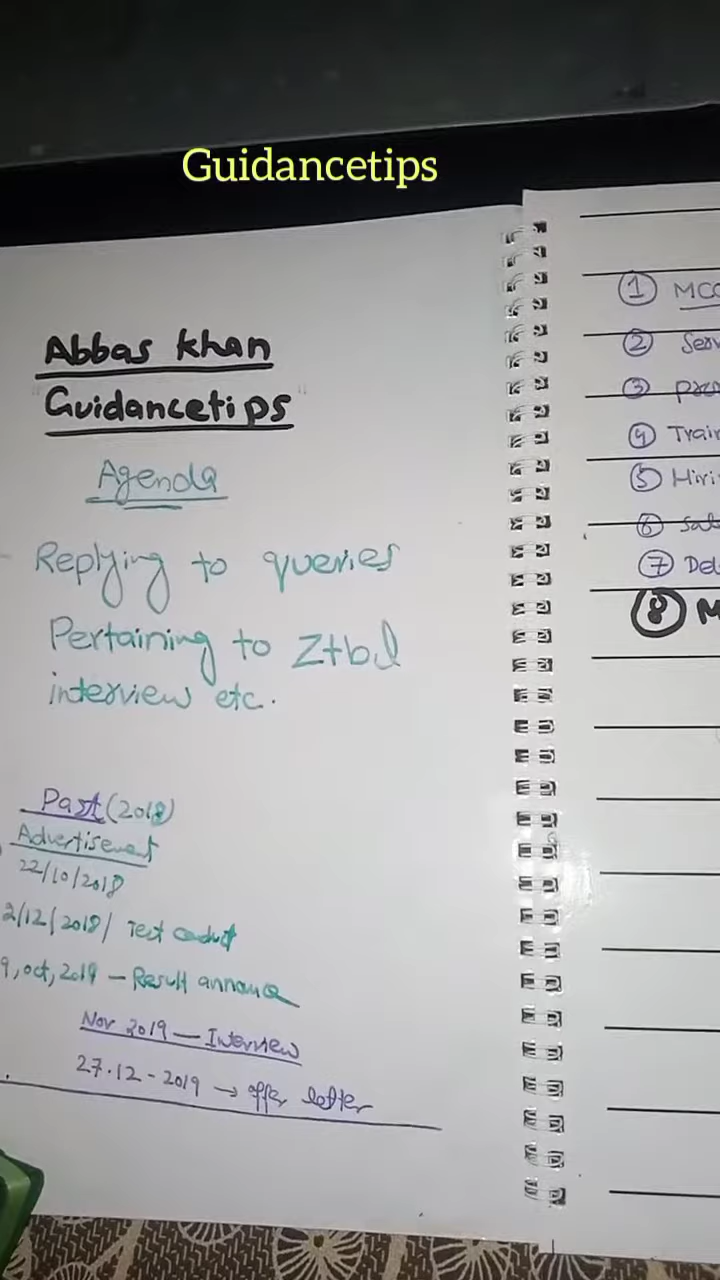 Guidancetips
Abbas Khan
"Guidancetips"
Agenda
Replying to queries
Pertaining to Ztbl
interview etc.
Past (2018)
Advertisement
22/10/2018
2/12/2018/ Test conduct
9, oct, 2019 - Result announce
Nov 2019 - Interview
27.12-2019 → offer letter
① MCQ
② Serv
③
④ Train
⑤ Hiri
⑥ Sal
⑦ Del
⑧ M